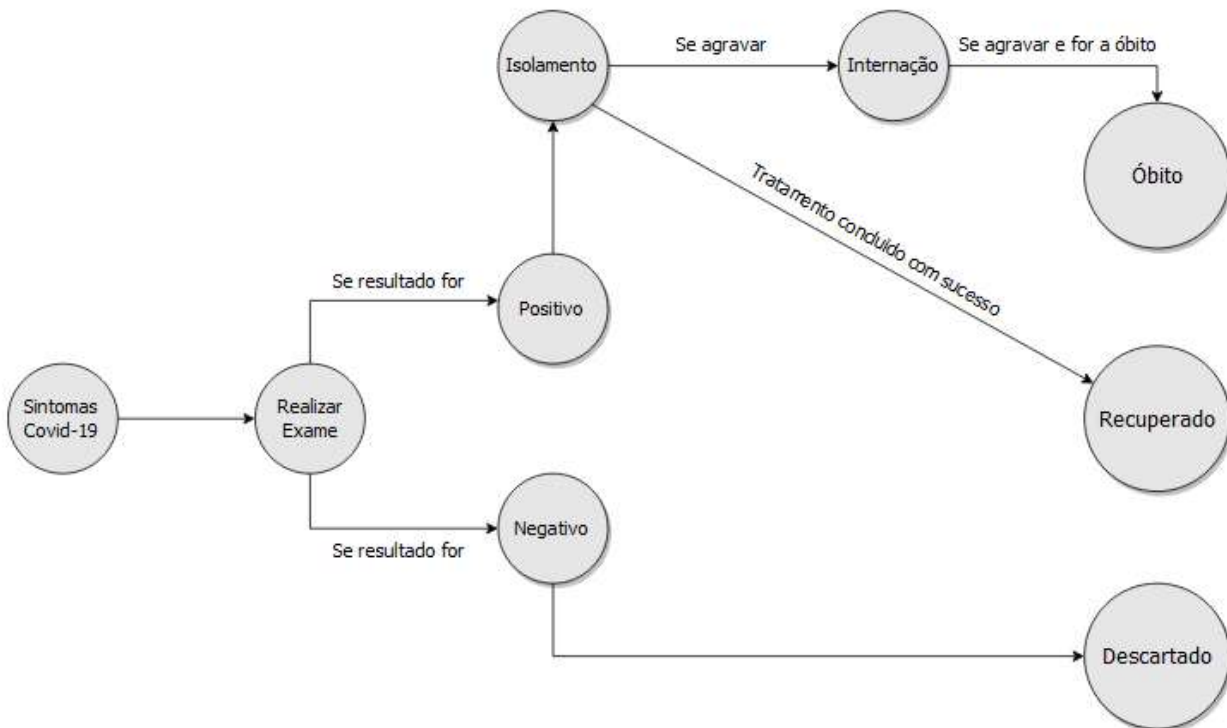 Isolamento
Se agravar
Internação
Se agravar e for a óbito
Óbito
Tratamento concluído com sucesso
Se resultado for
Positivo
Sintomas
Covid-19
Realizar
Exame
Recuperado
Negativo
Se resultado for
Descartado